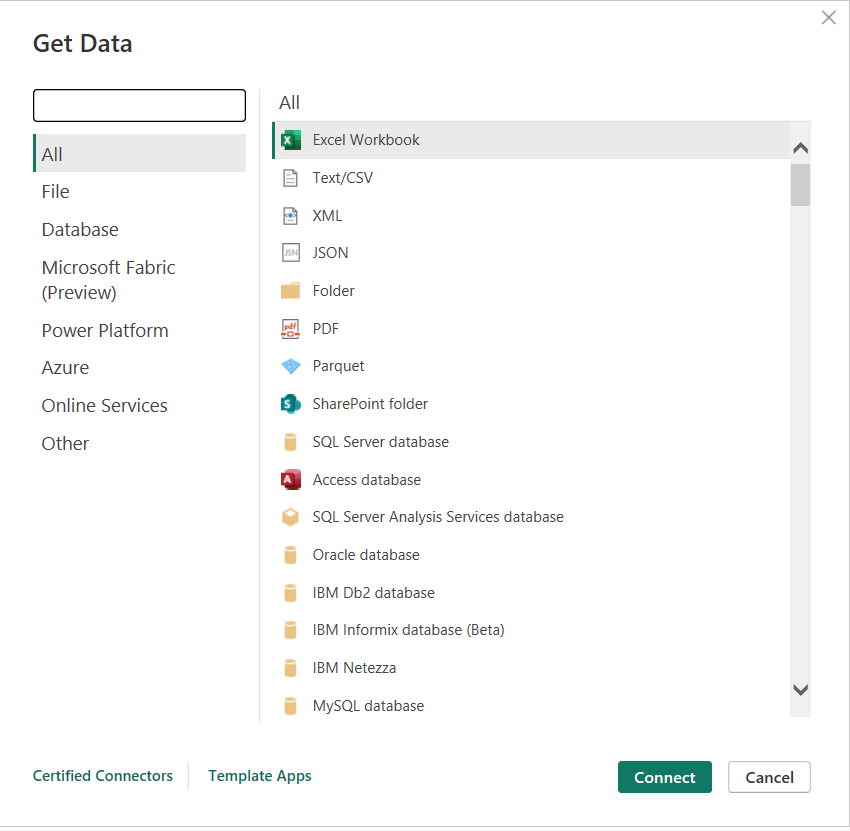 Get Data
All
File
Database
Microsoft Fabric
(Preview)
Power Platform
Azure
Online Services
Other
All
Excel Workbook
Text/CSV
XML
JSN
JSON
Folder
pdf
PDF
Parquet
S
SharePoint folder
SQL Server database
A
Access database
SQL Server Analysis Services database
Oracle database
IBM Db2 database
IBM Informix database (Beta)
IBM Netezza
MySQL database
Certified Connectors
Template Apps
Connect
Cancel